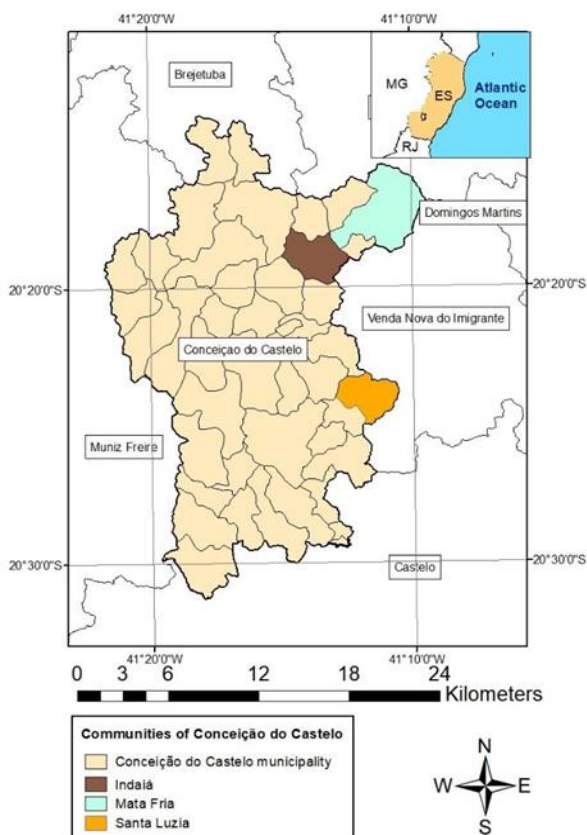 41°20'0"W 41°10'0"W
Brejetuba
MG
ES
Atlantic
Ocean
RJ
Domingos Martins
20°20'0"S 20°20'0"S
Venda Nova do Imigrante
Conceiçao do Castelo
Muniz Freire
20°30'0"S 20°30'0"S
Castelo
41°20'0"W 41°10'0"W
0 3 6 12 18 24
Kilometers
Communities of Conceição do Castelo
Conceição do Castelo municipality
Indaiá
Mata Fria
Santa Luzia
N
W E
S